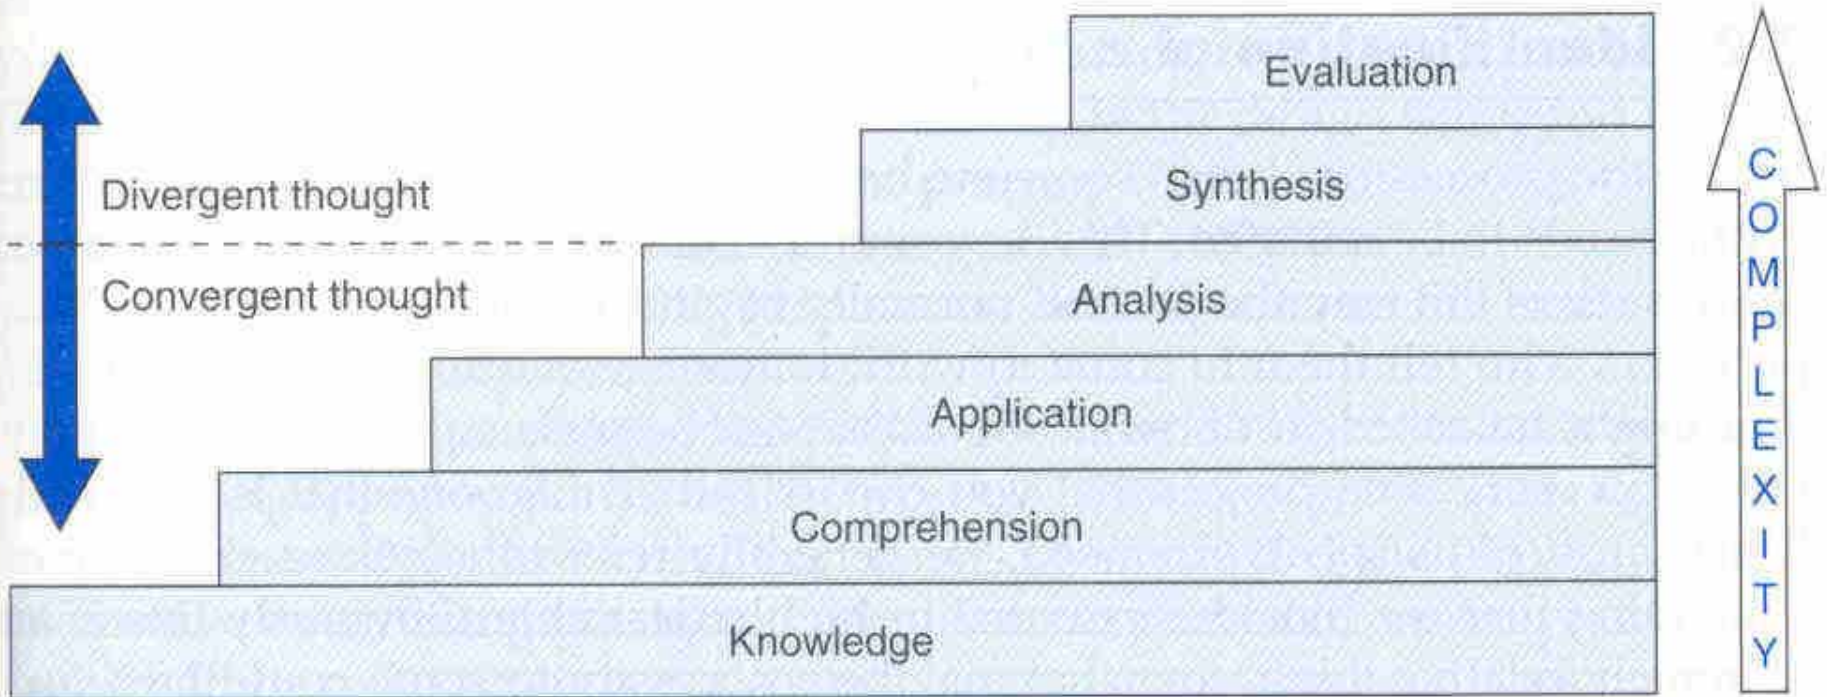 Evaluation
Synthesis
Divergent thought
Convergent thought
Analysis
Application
Comprehension
Knowledge
COMPLEXITY